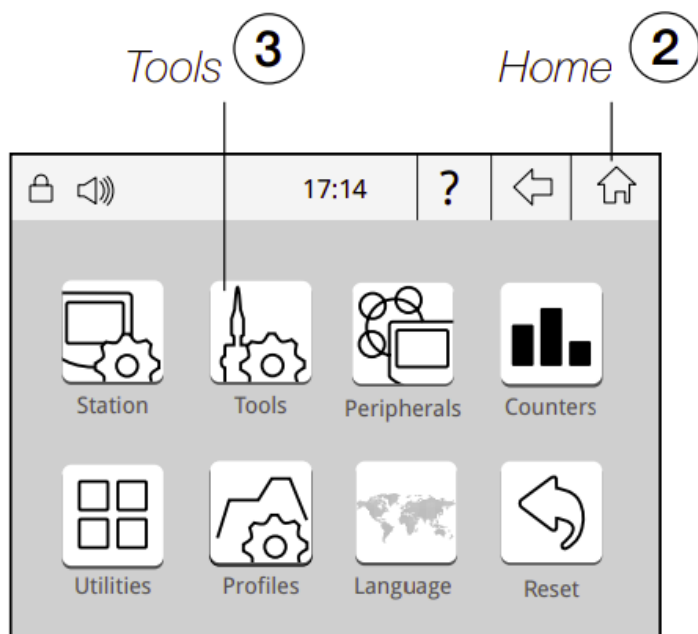 Tools 3 Home 2
17:14 ?
Station Tools Peripherals Counters
Utilities Profiles Language Reset